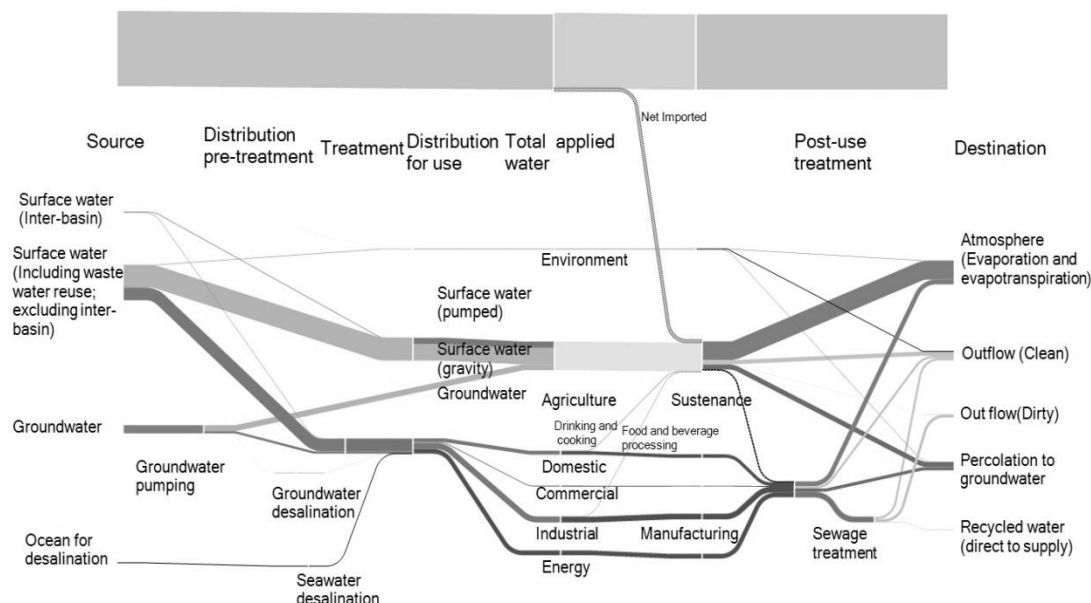 Net Imported
Source
Distribution
pre-treatment
Treatment
Distribution
for use
Total
water
applied
Post-use
treatment
Destination
Surface water
(Inter-basin)
Surface water
(Including waste
water reuse;
excluding inter-
basin)
Groundwater
Groundwater
pumping
Ocean for
desalination
Groundwater
desalination
Seawater
desalination
Environment
Surface water
(pumped)
Surface water
(gravity)
Groundwater
Agriculture
Sustenance
Drinking and
cooking
Food and beverage
processing
Domestic
Commercial
Industrial
Manufacturing
Energy
Sewage
treatment
Atmosphere
(Evaporation and
evapotranspiration)
Outflow (Clean)
Out flow(Dirty)
Percolation to
groundwater
Recycled water
(direct to supply)